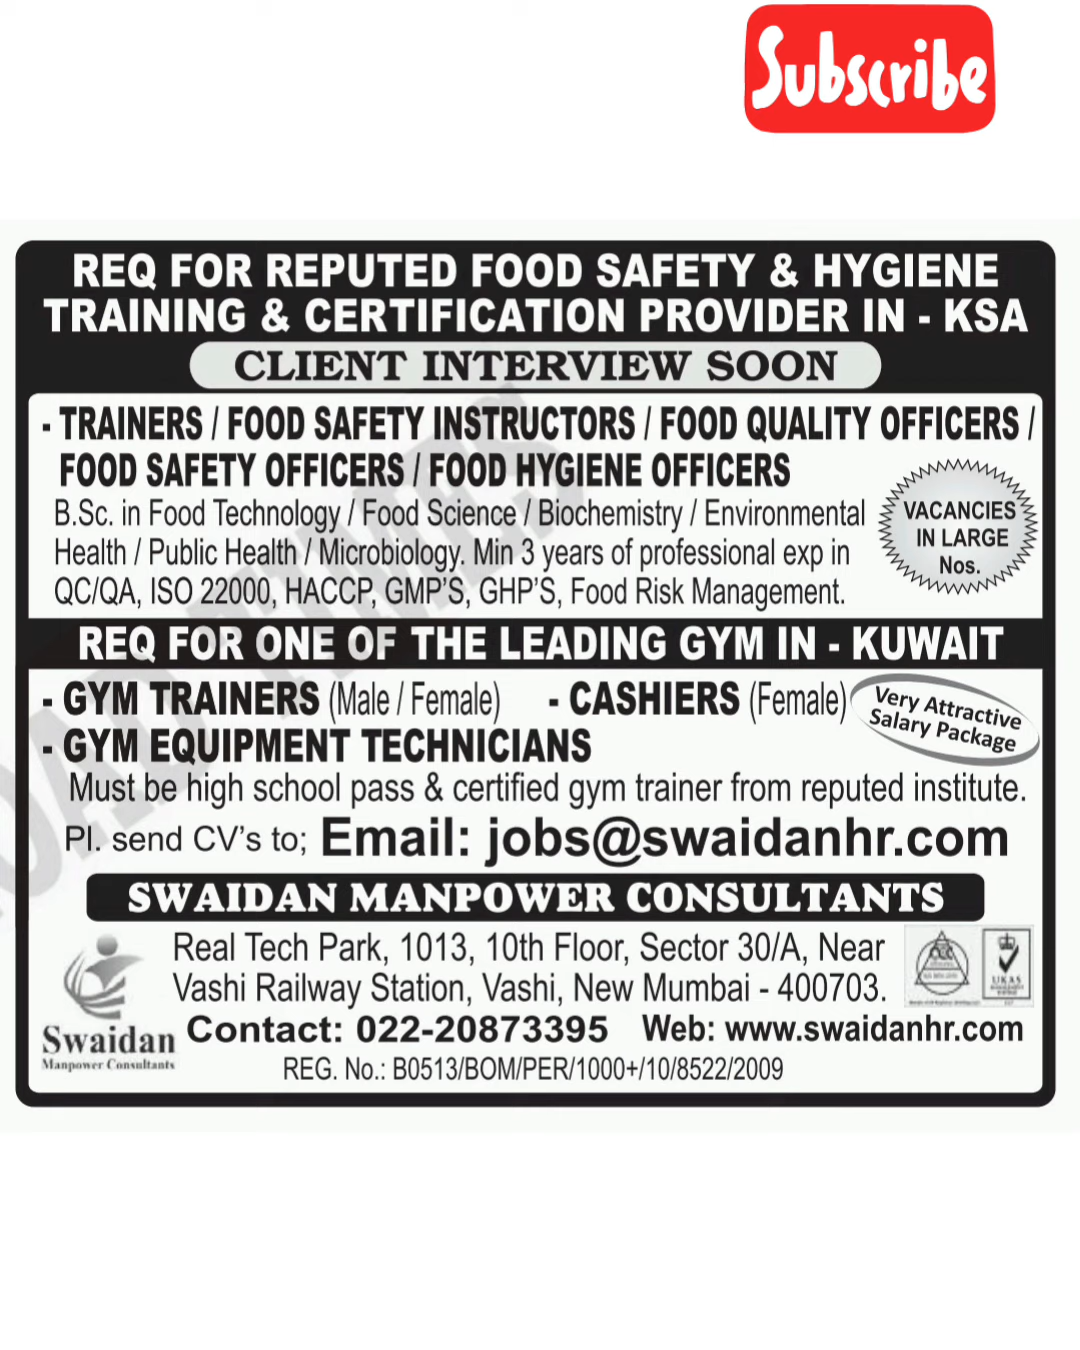 Subscribe
REQ FOR REPUTED FOOD SAFETY & HYGIENE
TRAINING & CERTIFICATION PROVIDER IN - KSA
CLIENT INTERVIEW SOON
- TRAINERS / FOOD SAFETY INSTRUCTORS / FOOD QUALITY OFFICERS /
FOOD SAFETY OFFICERS / FOOD HYGIENE OFFICERS
B.Sc. in Food Technology / Food Science / Biochemistry / Environmental
Health / Public Health / Microbiology. Min 3 years of professional exp in
QC/QA, ISO 22000, HACCP, GMP'S, GHP'S, Food Risk Management.
VACANCIES
IN LARGE
Nos.
REQ FOR ONE OF THE LEADING GYM IN - KUWAIT
- GYM TRAINERS (Male / Female) - CASHIERS (Female)
Very Attractive
Salary Package
- GYM EQUIPMENT TECHNICIANS
Must be high school pass & certified gym trainer from reputed institute.
Pl. send CV's to; Email: jobs@swaidanhr.com
SWAIDAN MANPOWER CONSULTANTS
Real Tech Park, 1013, 10th Floor, Sector 30/A, Near
Vashi Railway Station, Vashi, New Mumbai - 400703.
Swaidan
Manpower Consultants
UKAS
Contact: 022-20873395 Web: www.swaidanhr.com
REG. No.: B0513/BOM/PER/1000+/10/8522/2009